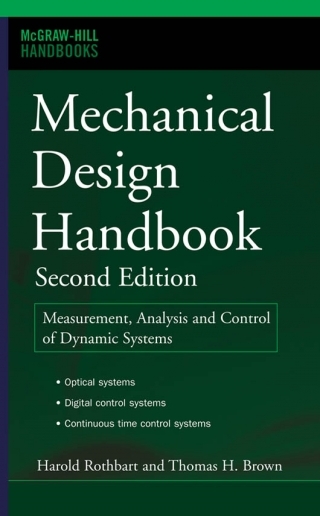 McGRAW-HILL
HANDBOOKS
Mechanical
Design
Handbook
Second Edition
Measurement, Analysis and Control
of Dynamic Systems
• Optical systems
• Digital control systems
• Continuous time control systems
Harold Rothbart and Thomas H. Brown